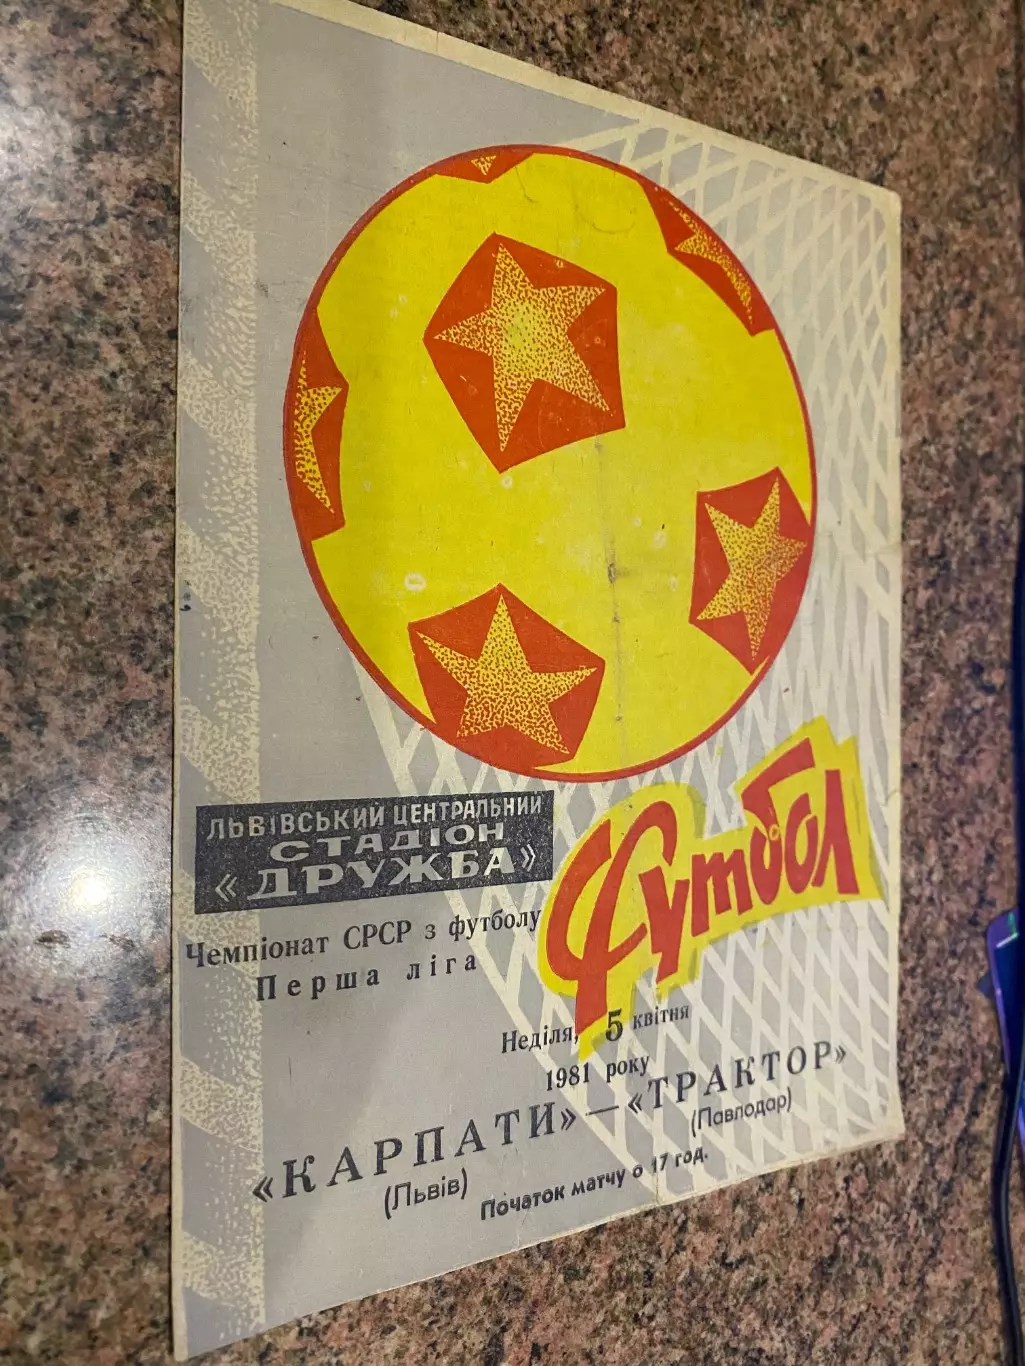 ЛЬВІВСЬКИЙ ЦЕНТРАЛЬНИЙ
СТАДІОН
«ДРУЖБА»
Футбол
Чемпіонат СРСР з футболу
Перша ліга
Неділя, 5 квітня
1981 року
«КАРПАТИ» — «ТРАКТОР»
(Львів) (Павлодар)
Початок матчу о 17 год.